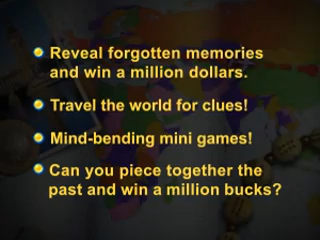 Reveal forgotten memories
and win a million dollars.
Travel the world for clues!
Mind-bending mini games!
Can you piece together the
past and win a million bucks?